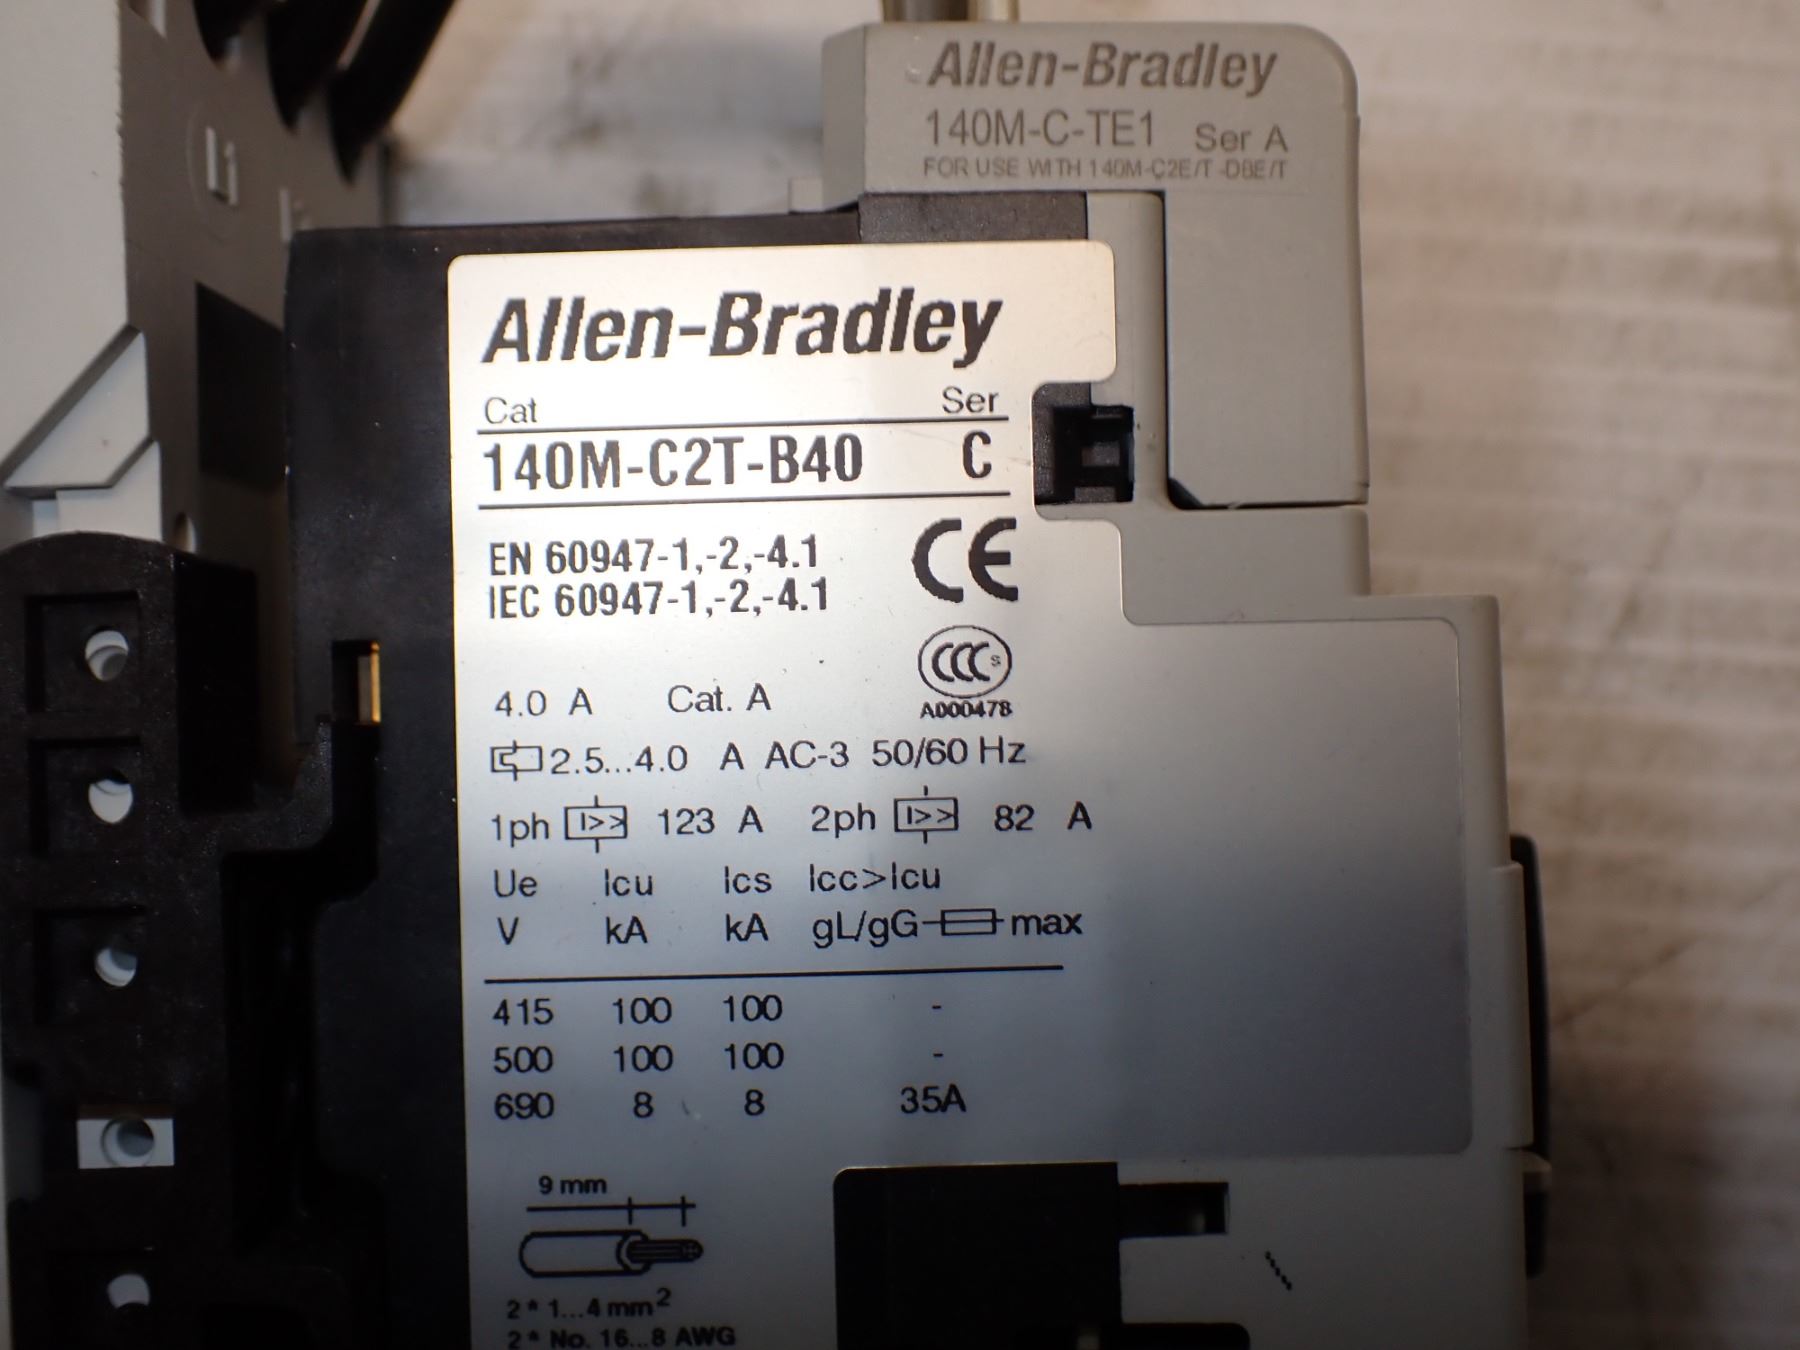 Allen-Bradley
140M-C-TE1 Ser A
FOR USE WITH 140M-C2E/T -D8E/T
L1
Allen-Bradley
Cat Ser
140M-C2T-B40 C
EN 60947-1,-2,-4.1
IEC 60947-1,-2,-4.1
CE
CCC S
A000478
4.0 A Cat. A
2.5...4.0 A AC-3 50/60 Hz
1ph I>> 123 A 2ph I>> 82 A
Ue Icu Ics Icc>Icu
V kA kA gL/gG max
415 100 100 -
500 100 100 -
690 8 8 35A
9 mm
2 * 1...4 mm²
2 * No. 16...8 AWG